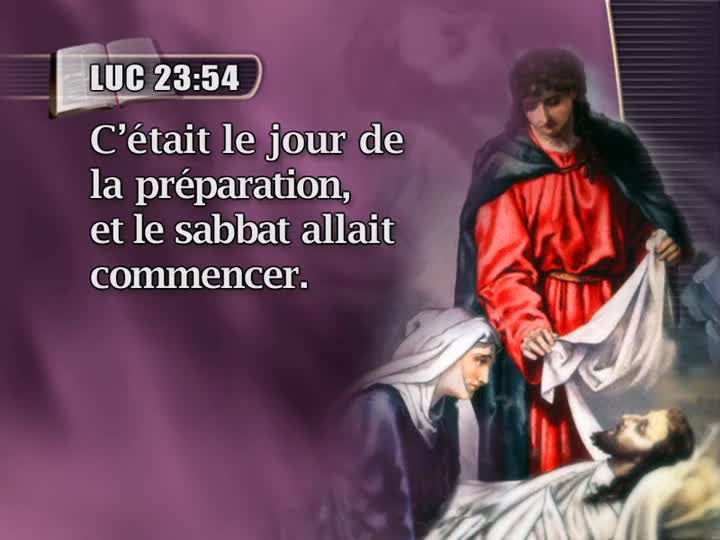 LUC 23:54
C’était le jour de
la préparation,
et le sabbat allait
commencer.